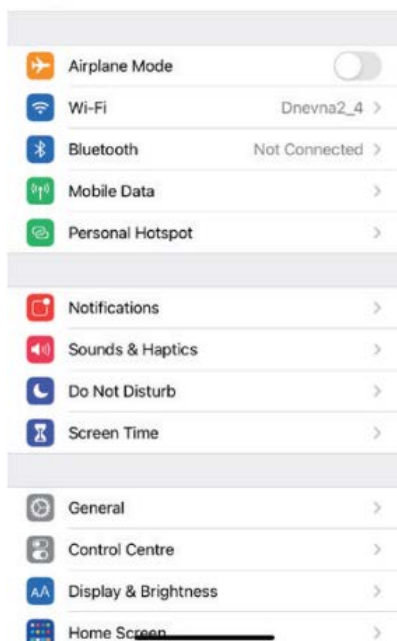 Airplane Mode
Wi-Fi Dnevna2_4
Bluetooth Not Connected
Mobile Data
Personal Hotspot
Notifications
Sounds & Haptics
Do Not Disturb
Screen Time
General
Control Centre
AA Display & Brightness
Home Screen